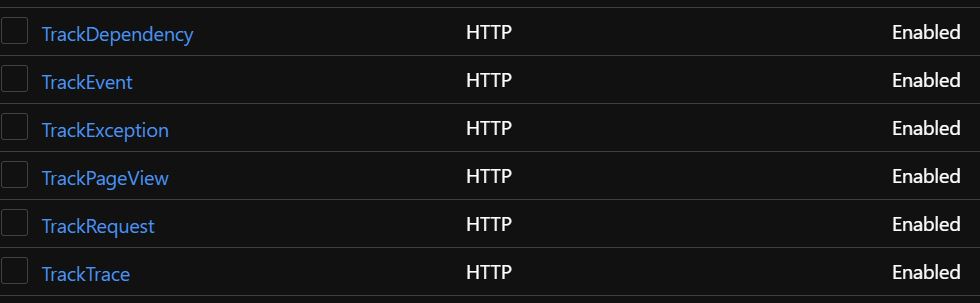 TrackDependency HTTP Enabled
TrackEvent HTTP Enabled
TrackException HTTP Enabled
TrackPageView HTTP Enabled
TrackRequest HTTP Enabled
TrackTrace HTTP Enabled